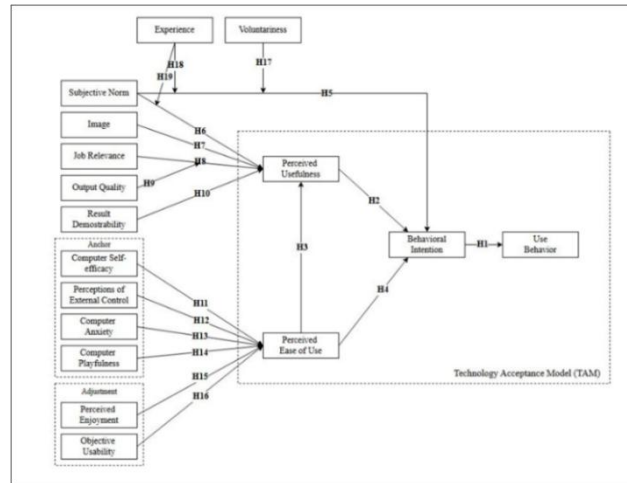 Experience
Voluntariness
H18
H17
H19
Subjective Norm
H5
Image
H6
H7
Job Relevance
H8
Perceived
Usefulness
Output Quality
H9
H10
H2
Result
Demostrability
Anchor
H3
Behavioral
Intention
H1
Use
Behavior
Computer Self-
efficacy
Perceptions of
External Control
H11
H4
H12
Computer
Anxiety
H13
Perceived
Ease of Use
Computer
Playfulness
H14
H15
Technology Acceptance Model (TAM)
Adjustment
H16
Perceived
Enjoyment
Objective
Usability